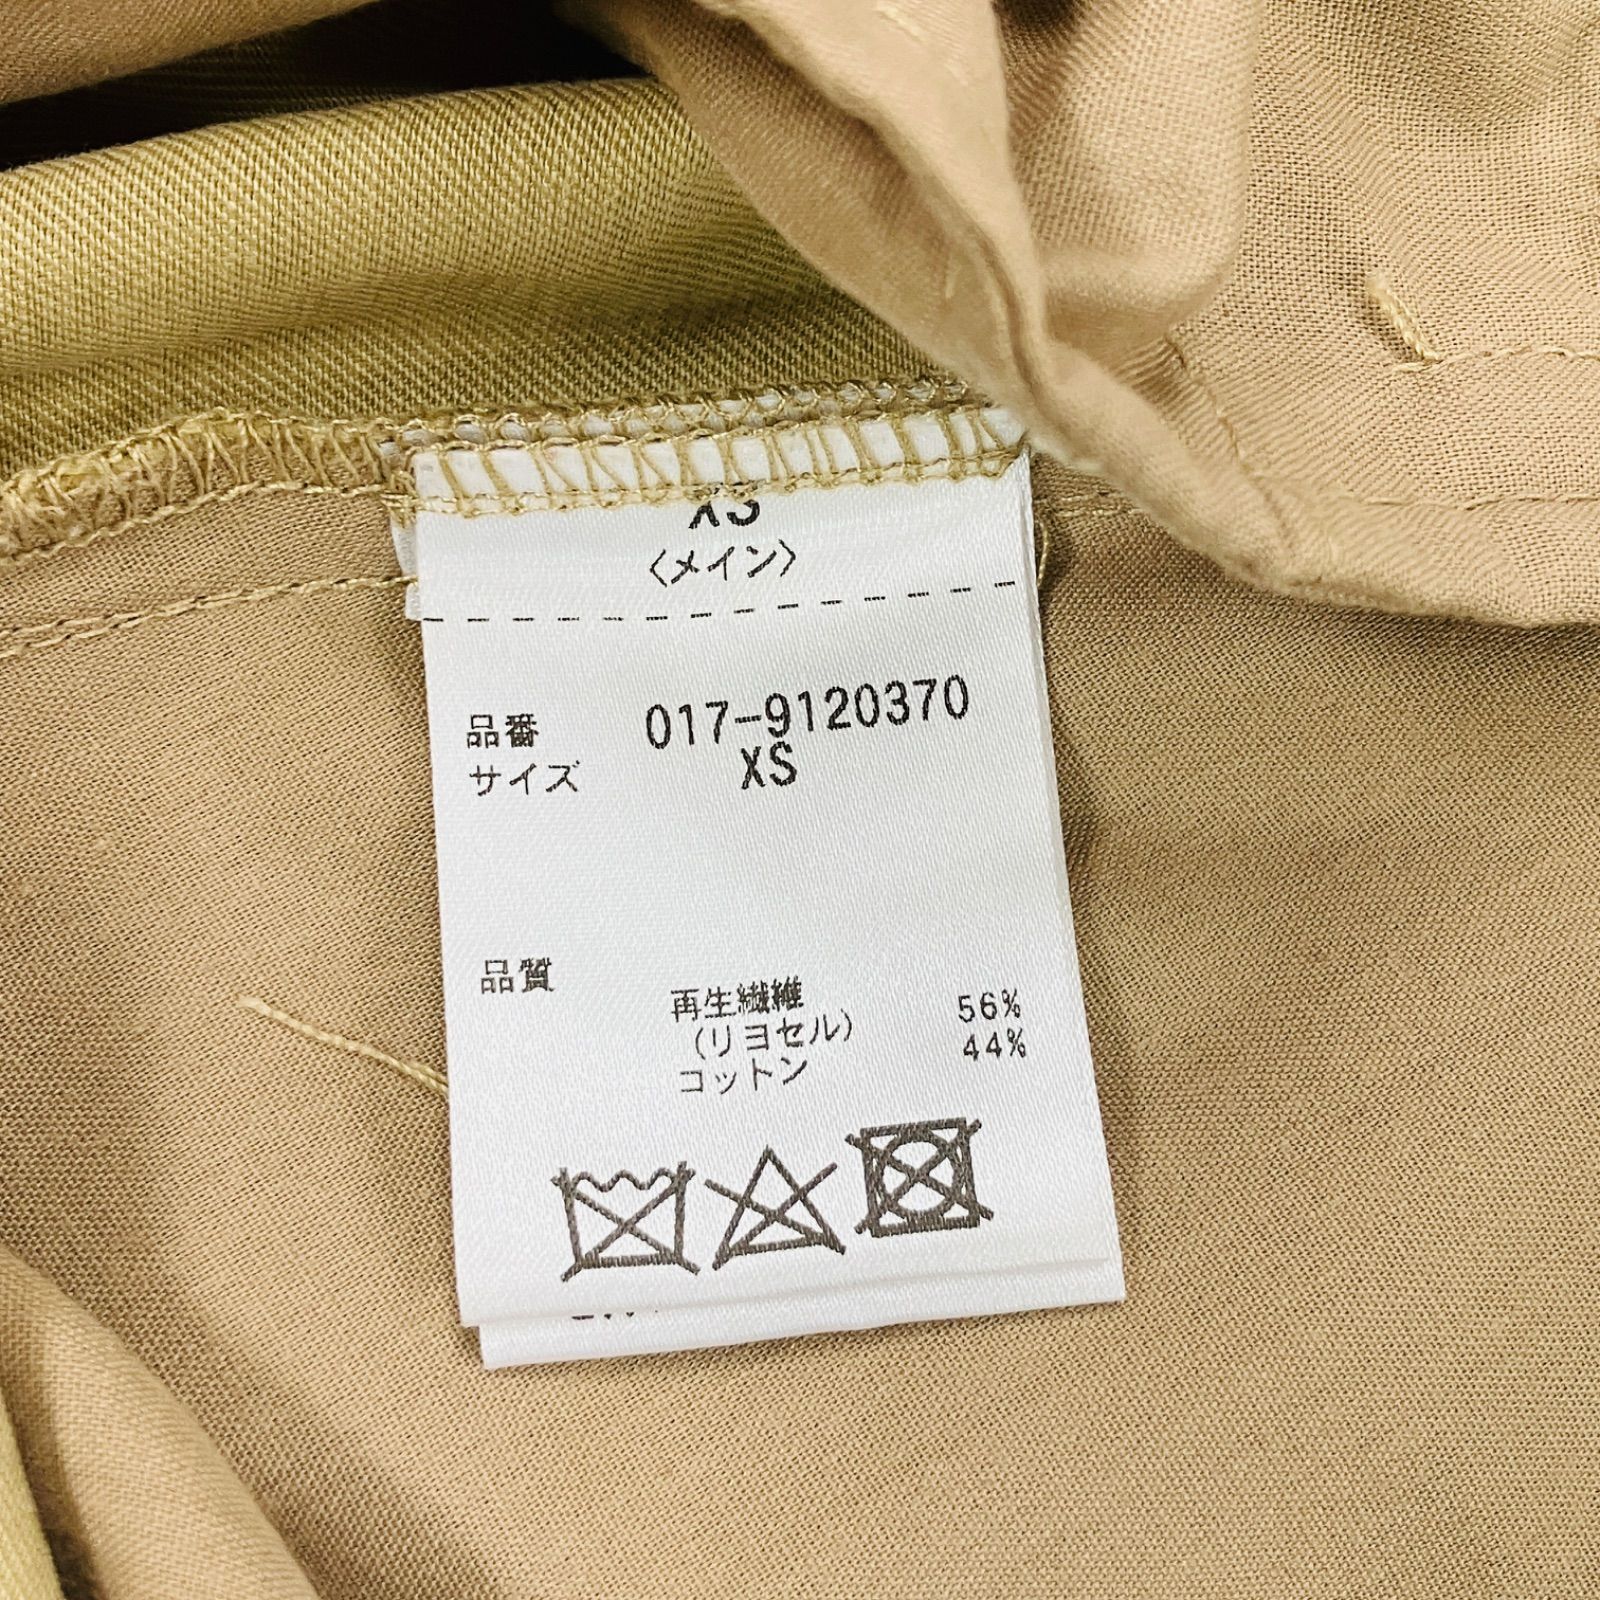 XS
〈メイン〉
品番 017-9120370
サイズ XS
品質
再生繊維 56%
(リヨセル) 44%
コットン